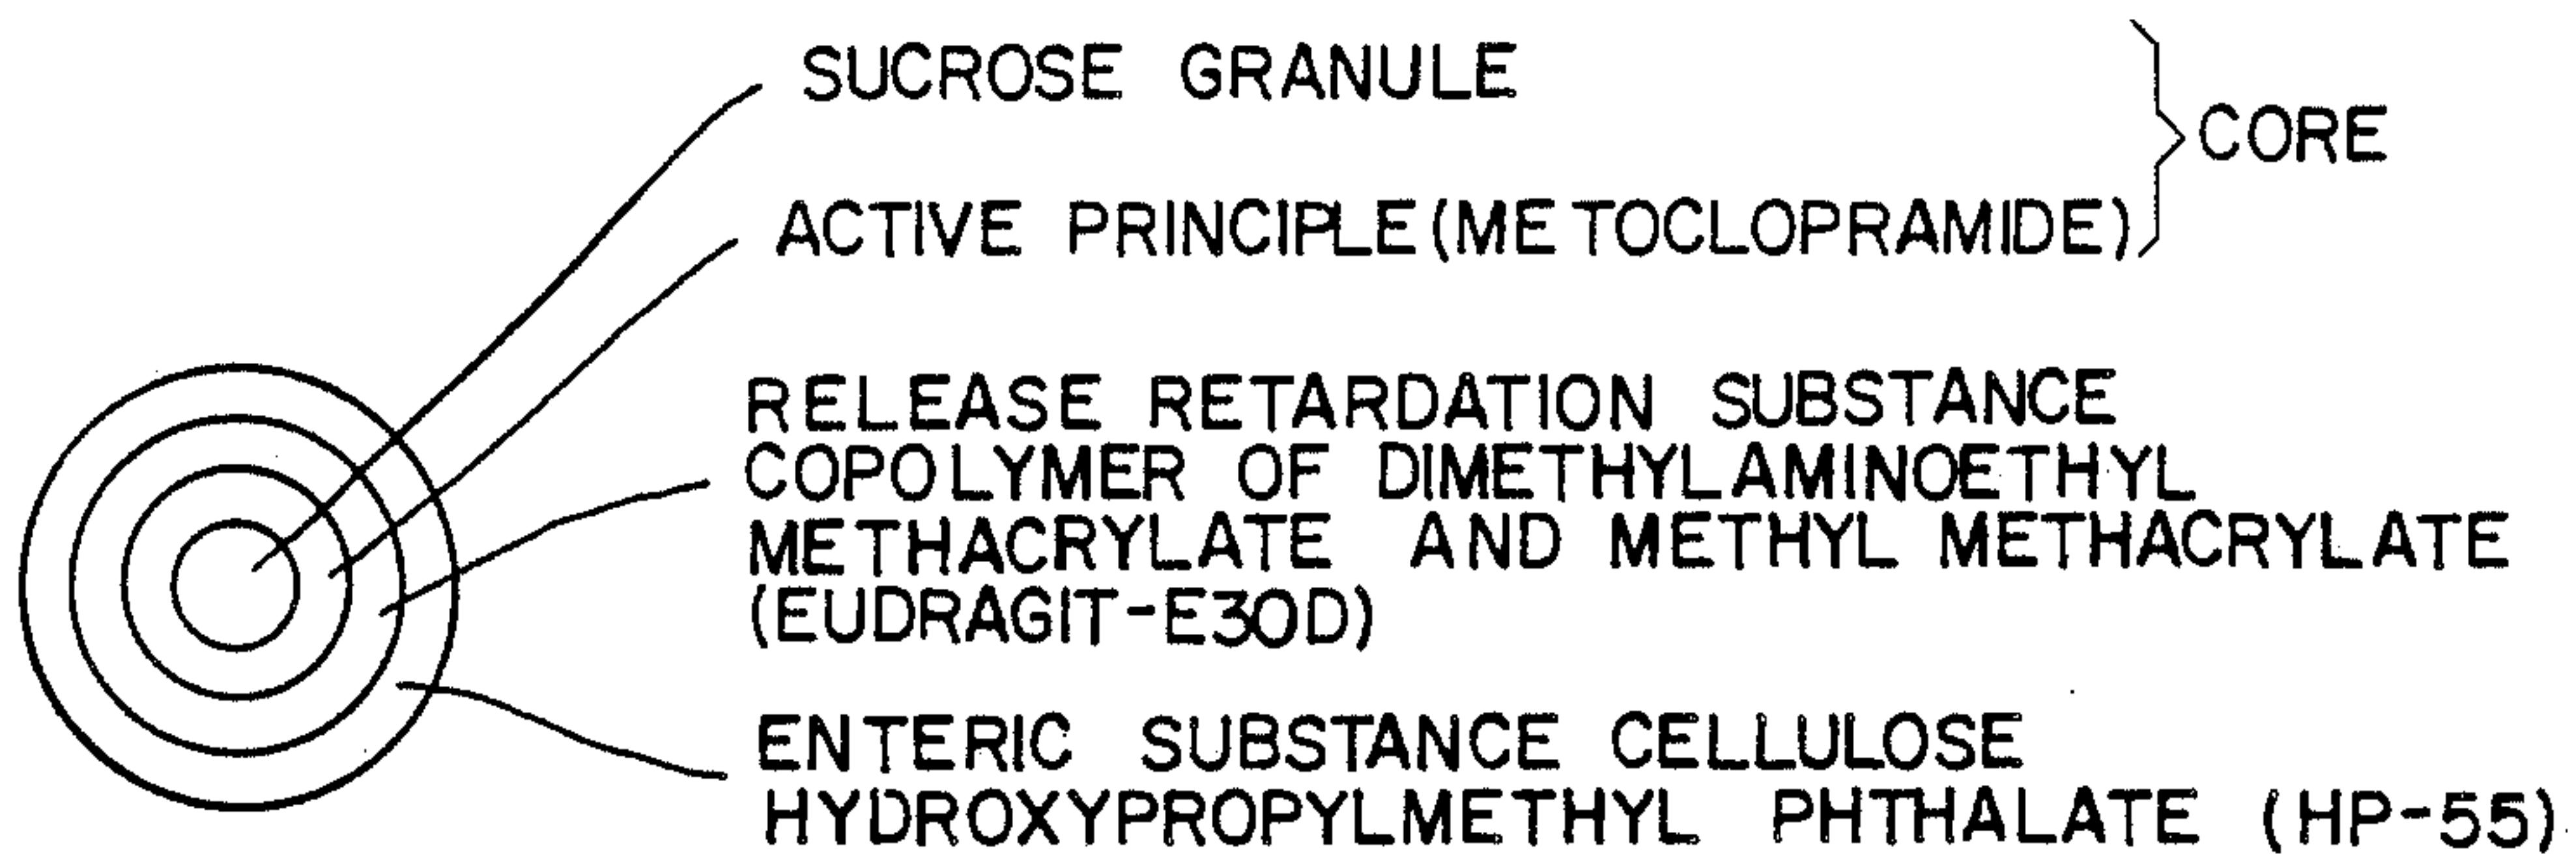 SUCROSE GRANULE
CORE
ACTIVE PRINCIPLE (METOCLOPRAMIDE)
RELEASE RETARDATION SUBSTANCE
COPOLYMER OF DIMETHYLAMINOETHYL
METHACRYLATE AND METHYL METHACRYLATE
(EUDRAGIT-E30D)
ENTERIC SUBSTANCE CELLULOSE
HYDROXYPROPYLMETHYL PHTHALATE (HP-55)